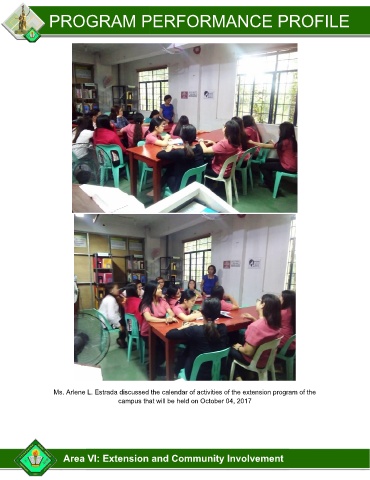 PROGRAM PERFORMANCE PROFILE
Ms. Arlene L. Estrada discussed the calendar of activities of the extension program of the
campus that will be held on October 04, 2017
Area VI: Extension and Community Involvement